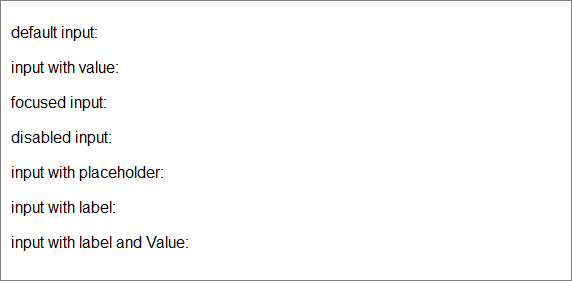 default input:
input with value:
focused input:
disabled input:
input with placeholder:
input with label:
input with label and Value: